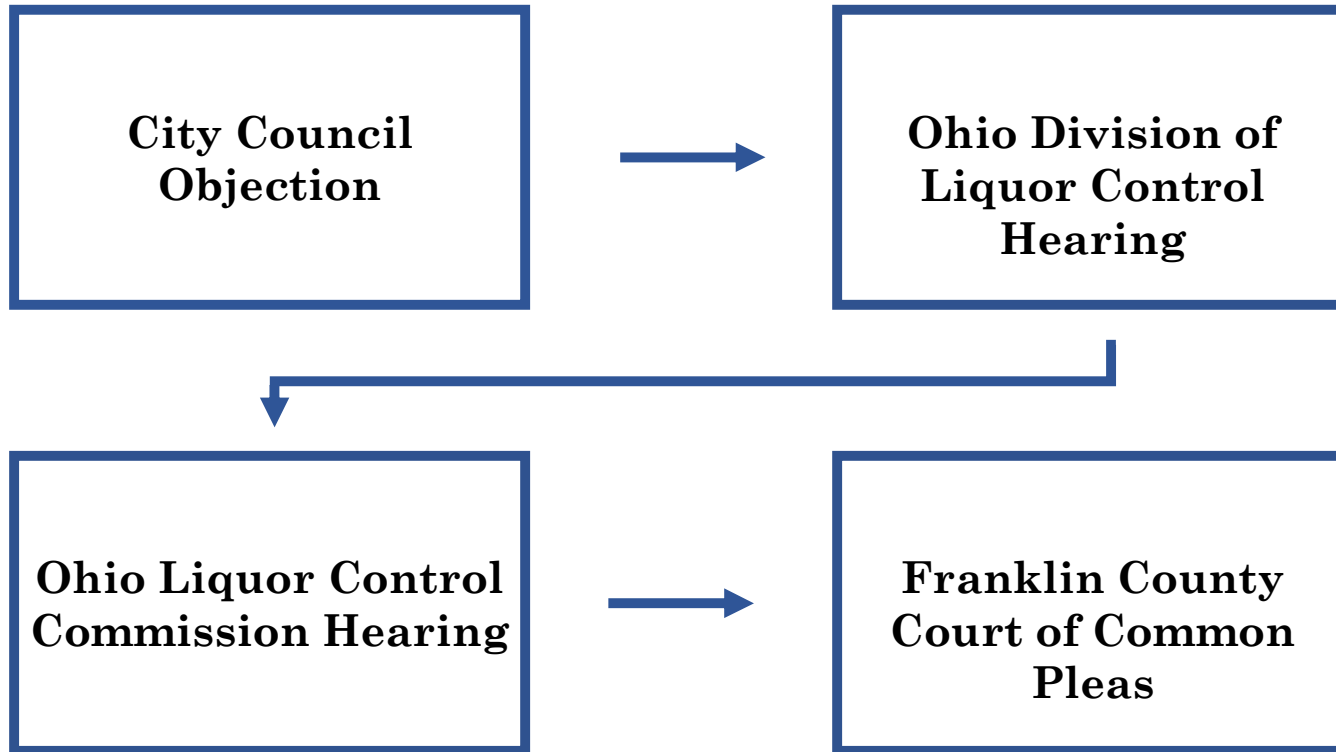 City Council
Objection
Ohio Division of
Liquor Control
Hearing
Ohio Liquor Control
Commission Hearing
Franklin County
Court of Common
Pleas